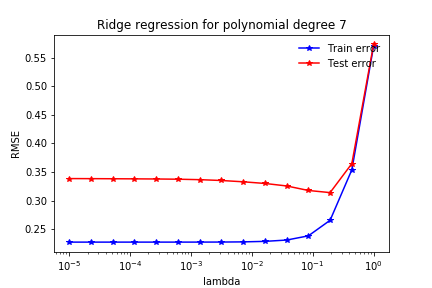 Ridge regression for polynomial degree 7
Train error
Test error
RMSE
0.55
0.50
0.45
0.40
0.35
0.30
0.25
10⁻⁵ 10⁻⁴ 10⁻³ 10⁻² 10⁻¹ 10⁰
lambda